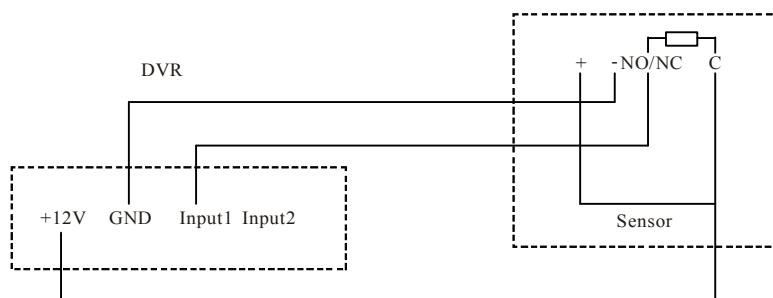 DVR
+ -NO/NC C
+12V GND Input1 Input2
Sensor